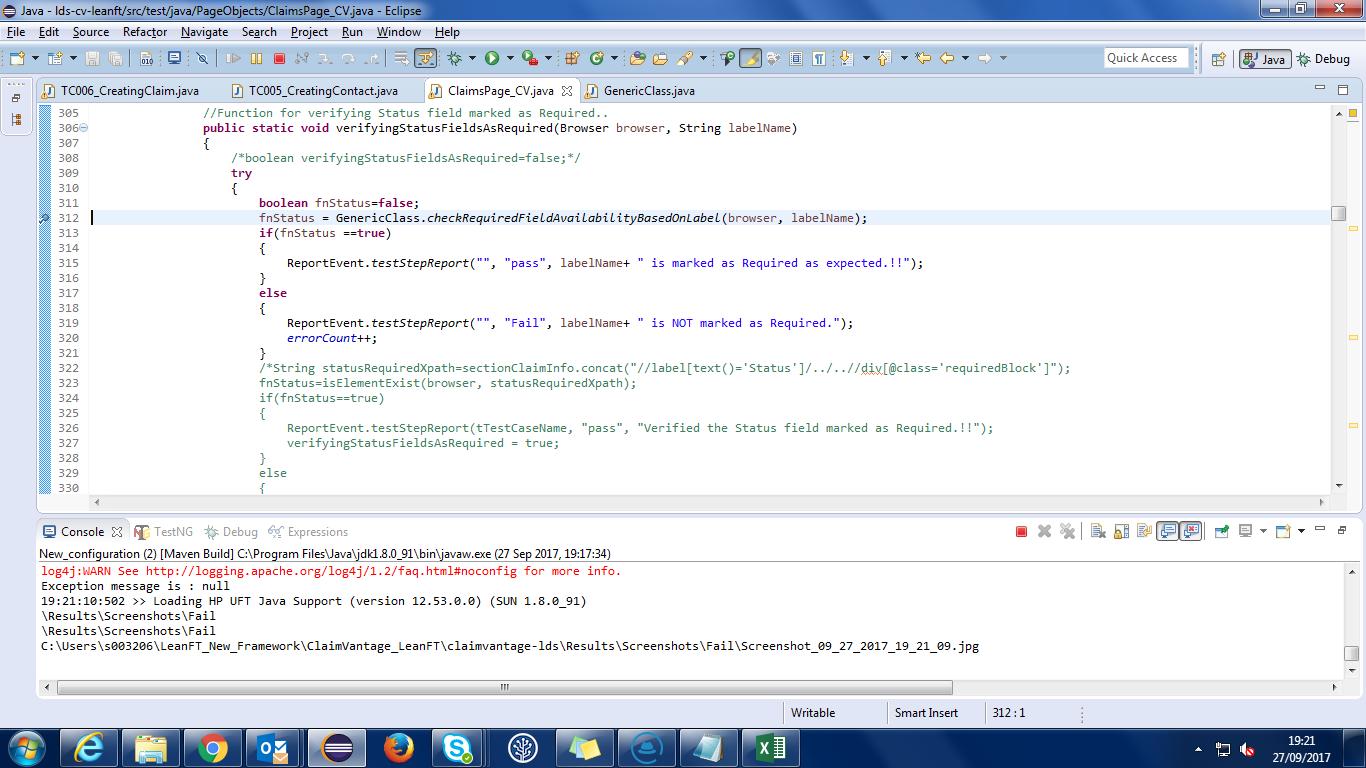 Java - lds-cv-leanft/src/test/java/PageObjects/ClaimsPage_CV.java - Eclipse
File Edit Source Refactor Navigate Search Project Run Window Help
Quick Access Java Debug
TC006_CreatingClaim.java TC005_CreatingContact.java ClaimsPage_CV.java GenericClass.java
305 //Function for verifying Status field marked as Required..
306 public static void verifyingStatusFieldsAsRequired(Browser browser, String labelName)
307 {
308 /*boolean verifyingStatusFieldsAsRequired=false;*/
309 try
310 {
311 boolean fnStatus=false;
312 fnStatus = GenericClass.checkRequiredFieldAvailabilityBasedOnLabel(browser, labelName);
313 if(fnStatus ==true)
314 {
315 ReportEvent.testStepReport("", "pass", labelName+ " is marked as Required as expected.!!");
316 }
317 else
318 {
319 ReportEvent.testStepReport("", "Fail", labelName+ " is NOT marked as Required.");
320 errorCount++;
321 }
322 /*String statusRequiredXpath=sectionClaimInfo.concat("//label[text()='Status']/../..//div[@class='requiredBlock']");
323 fnStatus=isElementExist(browser, statusRequiredXpath);
324 if(fnStatus==true)
325 {
326 ReportEvent.testStepReport(tTestCaseName, "pass", "Verified the Status field marked as Required.!!");
327 verifyingStatusFieldsAsRequired = true;
328 }
329 else
330 {
Console TestNG Debug Expressions
New_configuration (2) [Maven Build] C:\Program Files\Java\jdk1.8.0_91\bin\javaw.exe (27 Sep 2017, 19:17:34)
log4j:WARN See http://logging.apache.org/log4j/1.2/faq.html#noconfig for more info.
Exception message is : null
19:21:10:502 >> Loading HP UFT Java Support (version 12.53.0.0) (SUN 1.8.0_91)
\Results\Screenshots\Fail
\Results\Screenshots\Fail
C:\Users\s003206\LeanFT_New_Framework\ClaimVantage_LeanFT\claimvantage-lds\Results\Screenshots\Fail\Screenshot_09_27_2017_19_21_09.jpg
Writable Smart Insert 312 : 1
19:21
27/09/2017